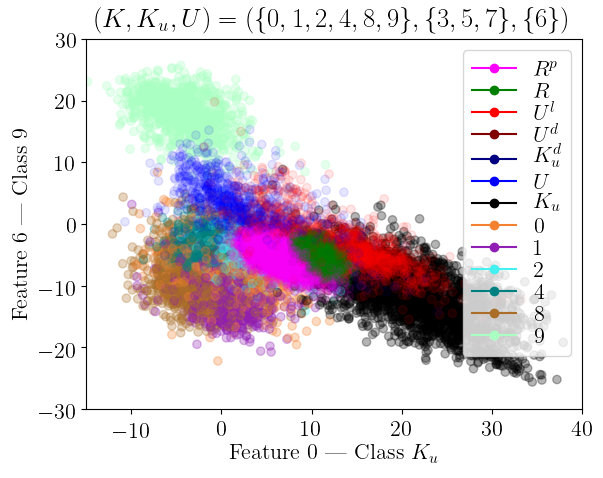 (K, K_u, U) = ({0, 1, 2, 4, 8, 9}, {3, 5, 7}, {6})
30
20
10
0
−10
−20
−30
Feature 6 — Class 9
R^p
R
U^l
U^d
K_u^d
U
K_u
0
1
2
4
8
9
−10 0 10 20 30 40
Feature 0 — Class K_u